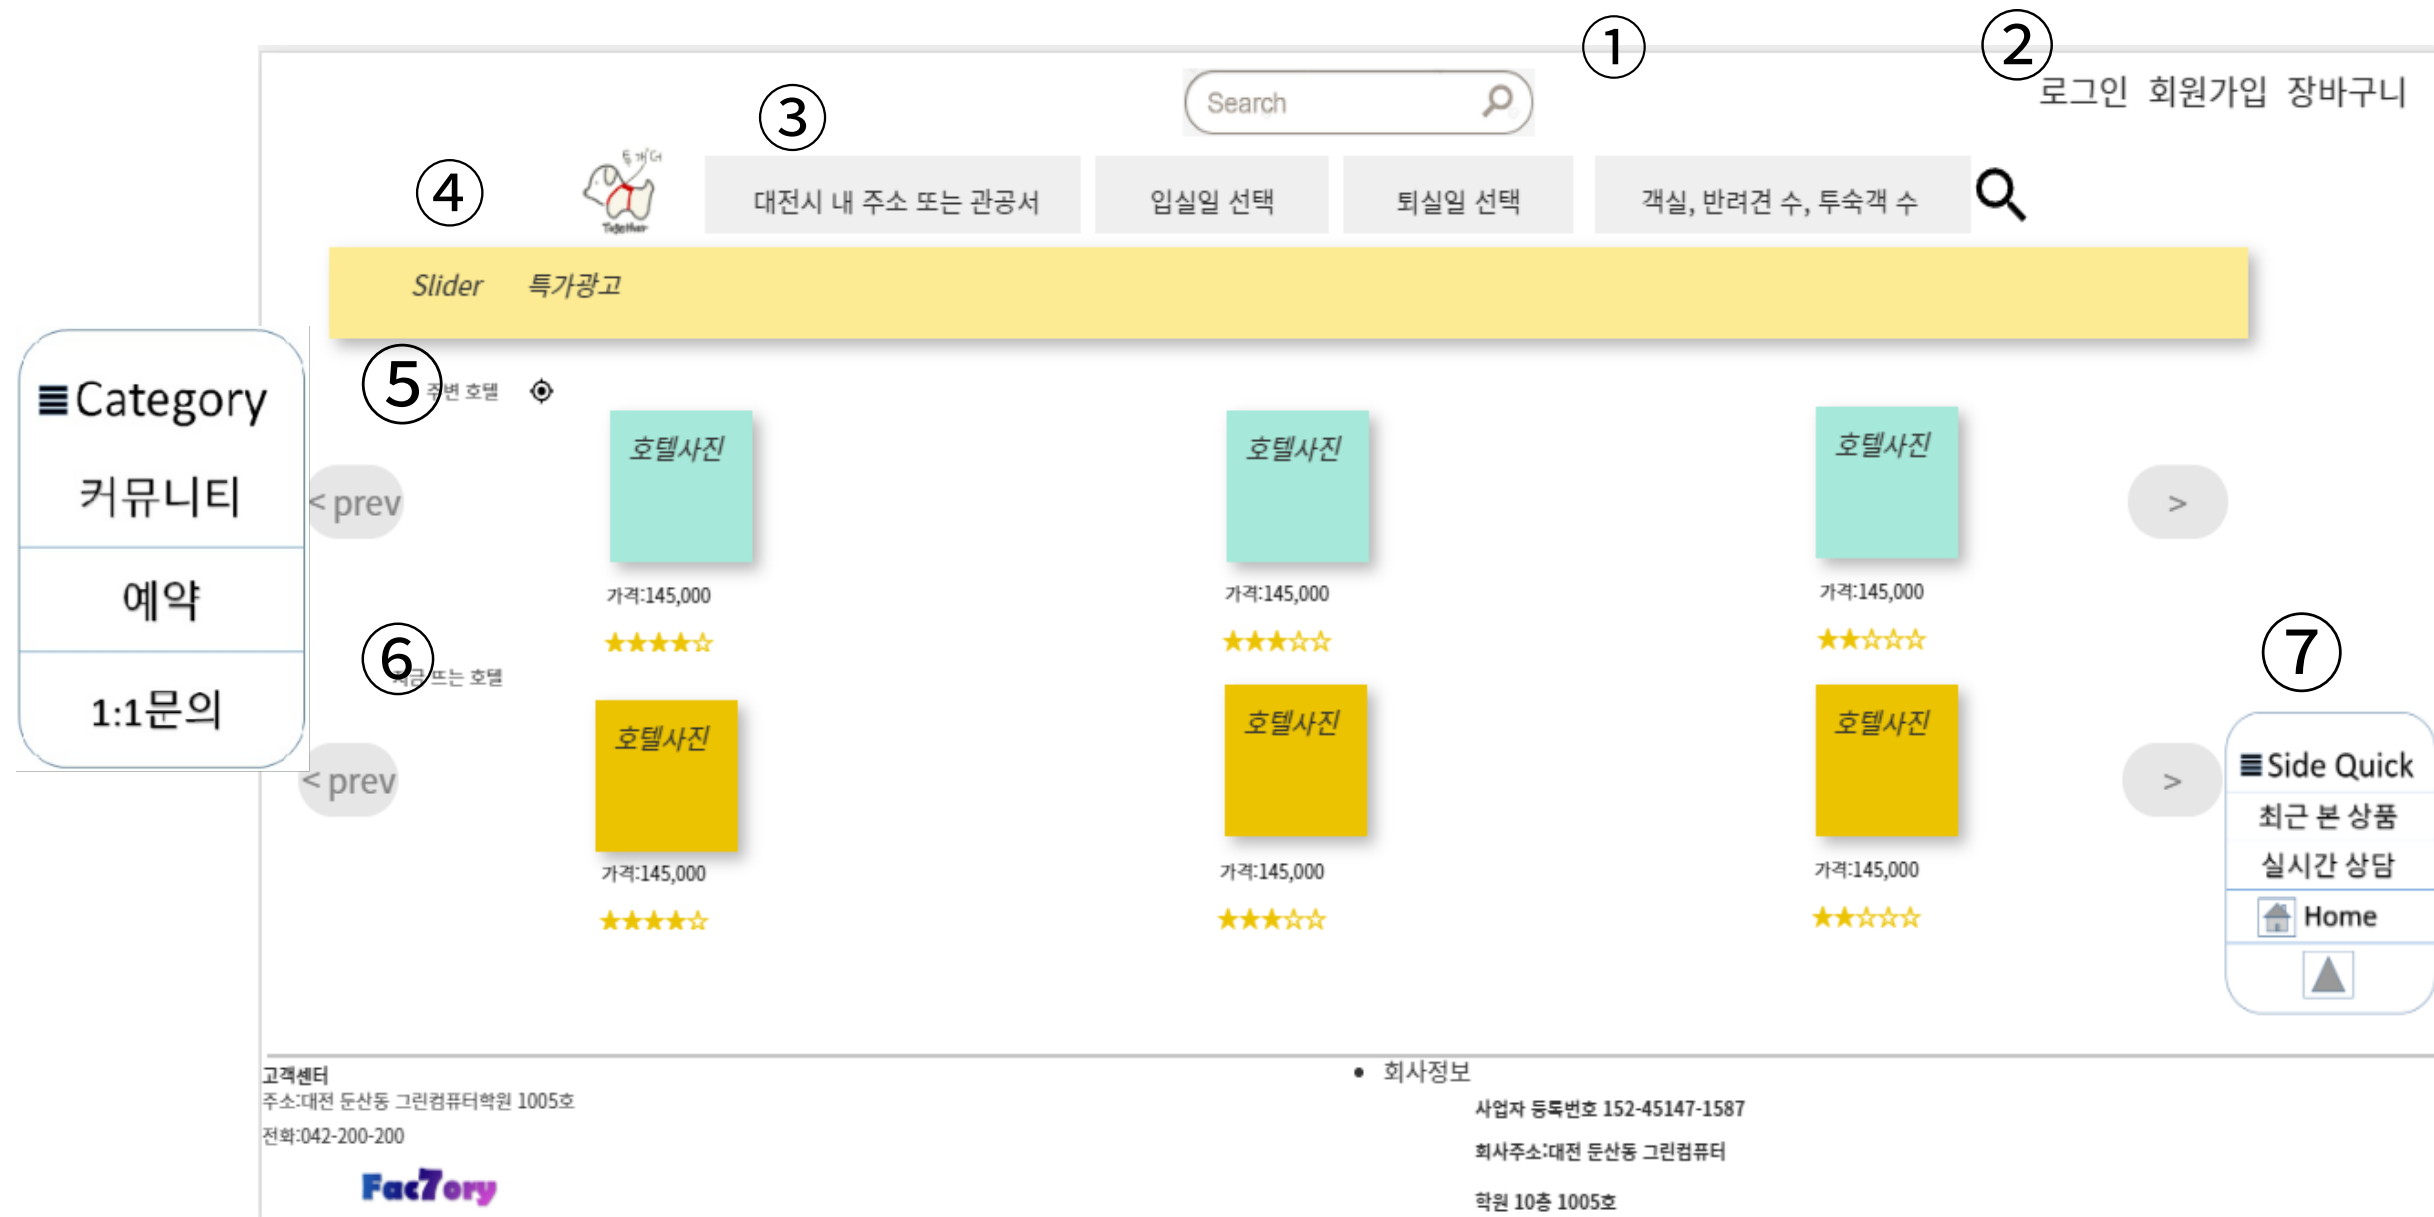 ①
②
로그인 회원가입 장바구니
Search
③
④
투개더
Together
대전시 내 주소 또는 관공서
입실일 선택
퇴실일 선택
객실, 반려견 수, 투숙객 수
Slider 특가광고
Category
커뮤니티
예약
1:1문의
⑤
주변 호텔
< prev
호텔사진
호텔사진
호텔사진
>
가격:145,000
가격:145,000
가격:145,000
★★★★☆
★★★☆☆
★★☆☆☆
⑥
지금 뜨는 호텔
< prev
호텔사진
호텔사진
호텔사진
>
가격:145,000
가격:145,000
가격:145,000
★★★★☆
★★★☆☆
★★☆☆☆
⑦
Side Quick
최근 본 상품
실시간 상담
Home
고객센터
주소:대전 둔산동 그린컴퓨터학원 1005호
전화:042-200-200
Fac7ory
• 회사정보
사업자 등록번호 152-45147-1587
회사주소:대전 둔산동 그린컴퓨터
학원 10층 1005호